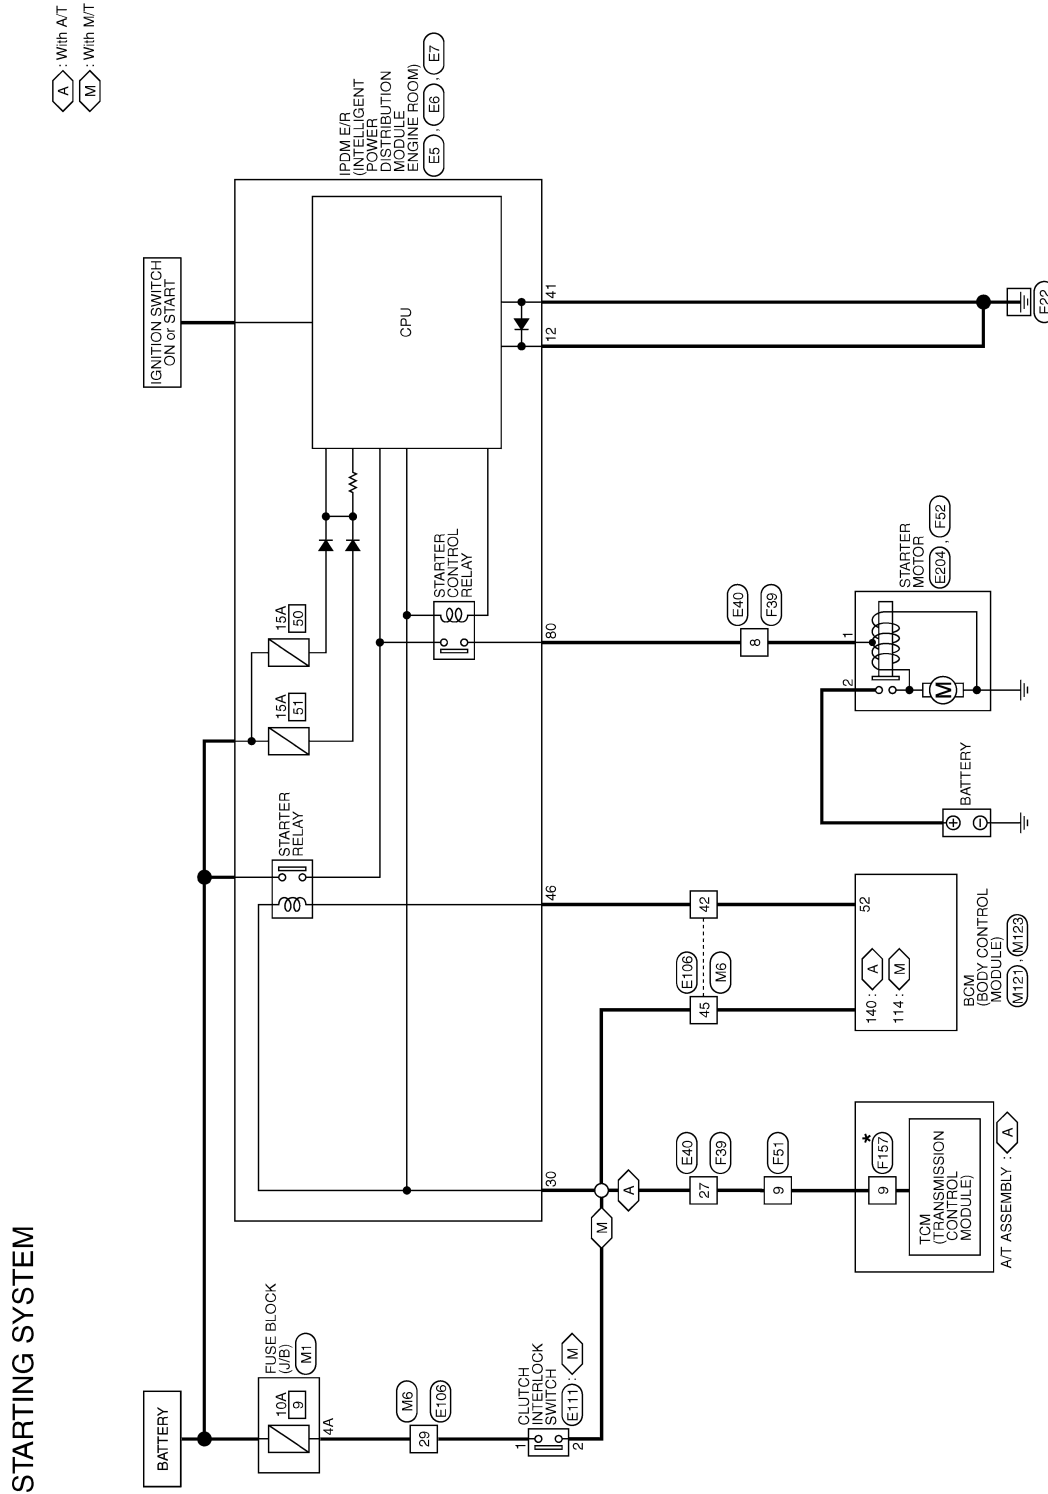 STARTING SYSTEM
A : With A/T
M : With M/T
BATTERY
FUSE BLOCK
(J/B)
M1
10A
9
4A
M6
29
E106
CLUTCH
INTERLOCK
SWITCH
E111 : M
1
2
M
A
30
E40
27
F39
F51
9
*
F157
9
TCM
(TRANSMISSION
CONTROL
MODULE)
A/T ASSEMBLY : A
STARTER
RELAY
46
E106
45
M6
42
52
140 : A
114 : M
BCM
(BODY CONTROL
MODULE)
M121 , M123
15A
51
15A
50
STARTER
CONTROL
RELAY
80
E40
8
F39
BATTERY
+
−
2
1
M
STARTER
MOTOR
E204 , F52
IGNITION SWITCH
ON or START
CPU
12
41
IPDM E/R
(INTELLIGENT
POWER
DISTRIBUTION
MODULE
ENGINE ROOM)
E5 , E6 , E7